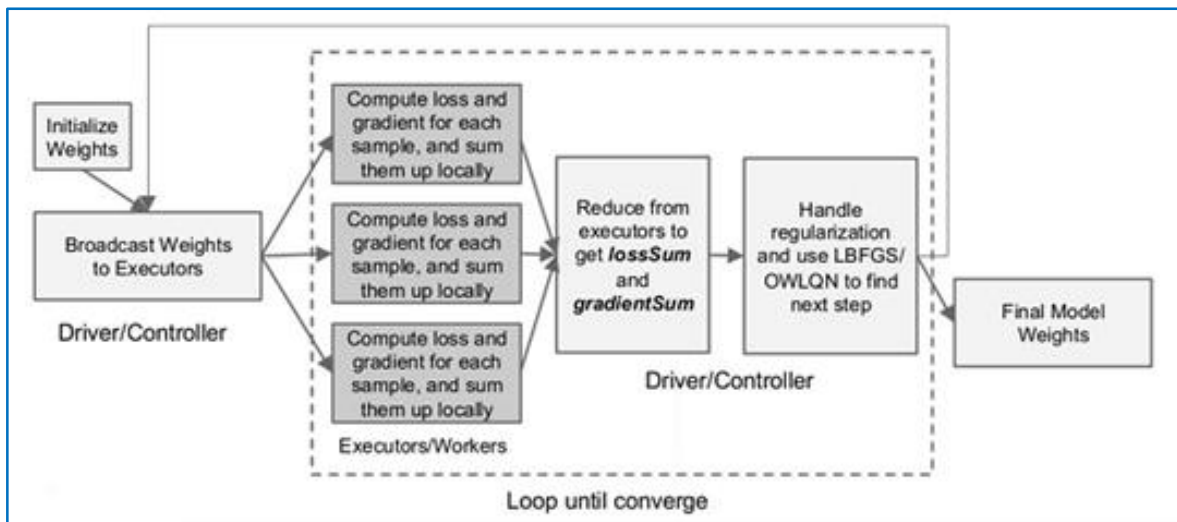 Initialize
Weights
Broadcast Weights
to Executors
Driver/Controller
Compute loss and
gradient for each
sample, and sum
them up locally
Compute loss and
gradient for each
sample, and sum
them up locally
Compute loss and
gradient for each
sample, and sum
them up locally
Executors/Workers
Reduce from
executors to
get lossSum
and
gradientSum
Handle
regularization
and use LBFGS/
OWLQN to find
next step
Driver/Controller
Final Model
Weights
Loop until converge